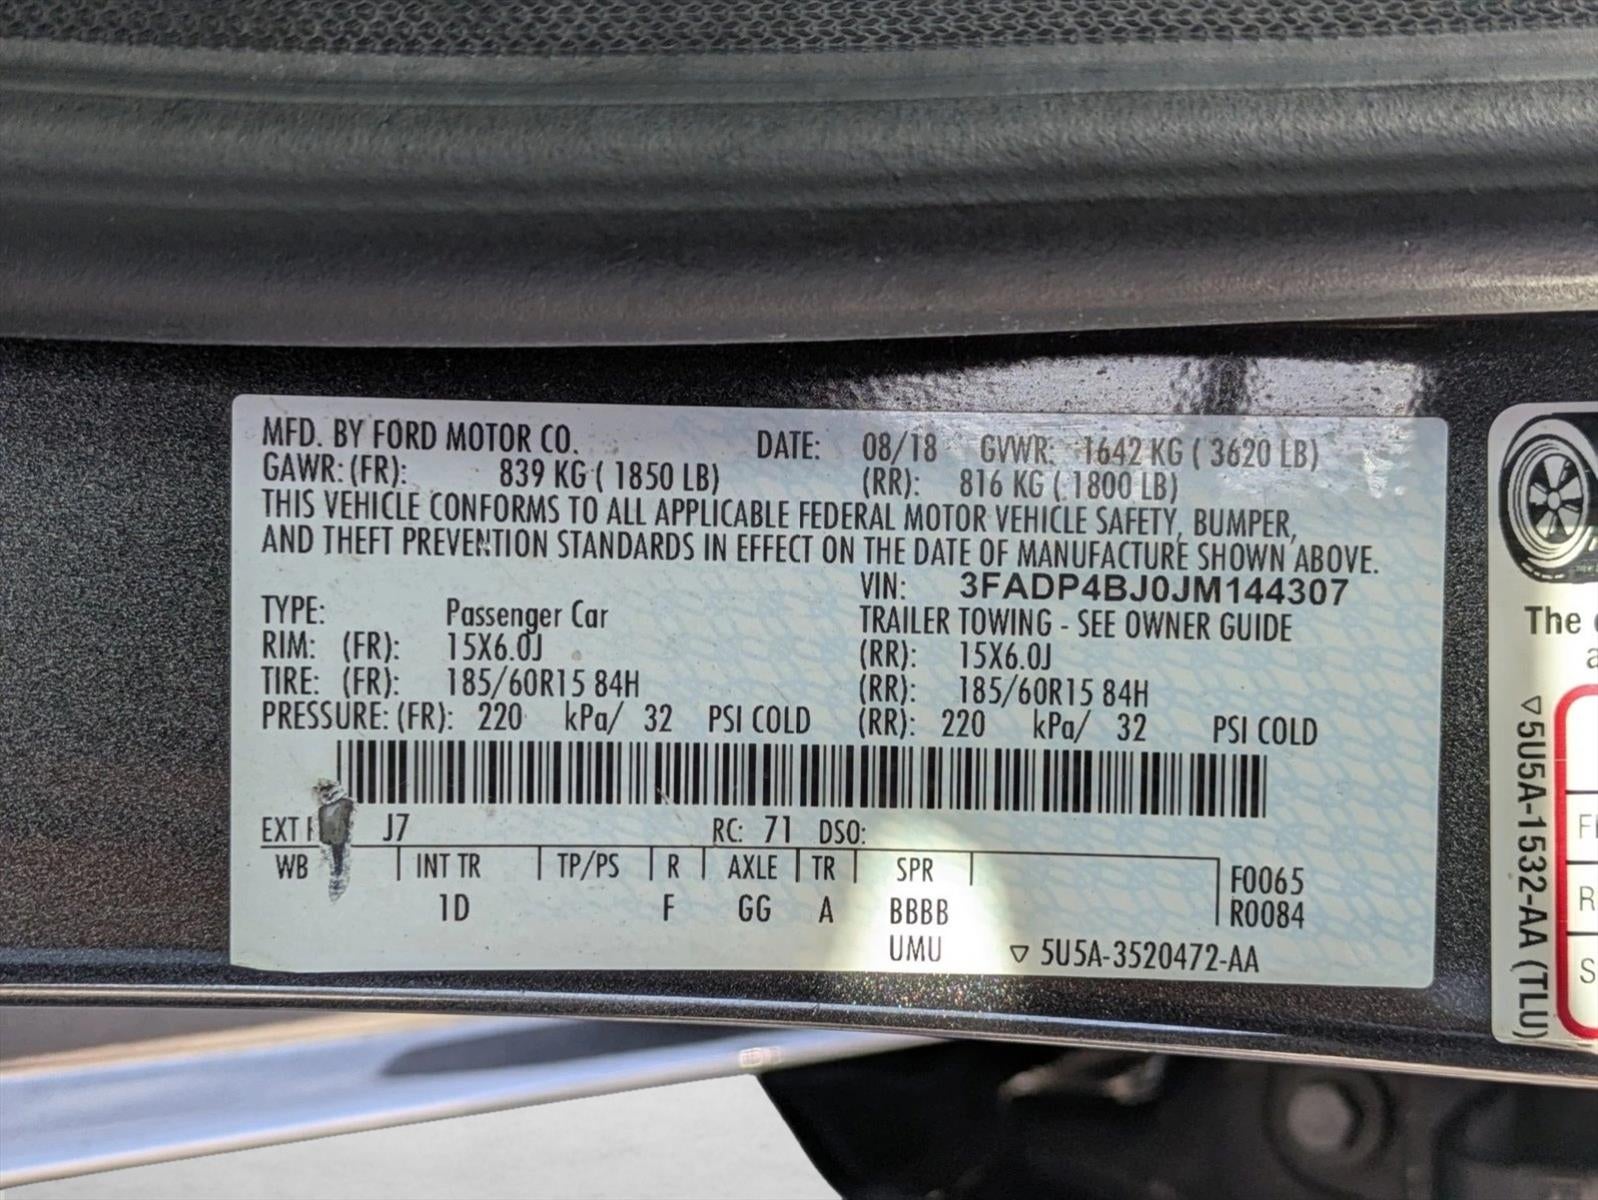 MFD. BY FORD MOTOR CO. DATE: 08/18 GVWR: 1642 KG ( 3620 LB)
GAWR: (FR): 839 KG ( 1850 LB) (RR): 816 KG ( 1800 LB)
THIS VEHICLE CONFORMS TO ALL APPLICABLE FEDERAL MOTOR VEHICLE SAFETY, BUMPER,
AND THEFT PREVENTION STANDARDS IN EFFECT ON THE DATE OF MANUFACTURE SHOWN ABOVE.
VIN: 3FADP4BJ0JM144307
TYPE: Passenger Car TRAILER TOWING - SEE OWNER GUIDE
RIM: (FR): 15X6.0J (RR): 15X6.0J
TIRE: (FR): 185/60R15 84H (RR): 185/60R15 84H
PRESSURE: (FR): 220 kPa/ 32 PSI COLD (RR): 220 kPa/ 32 PSI COLD
EXT J7 RC: 71 DSO:
WB INT TR TP/PS R AXLE TR SPR F0065
1D F GG A BBBB R0084
UMU ▽ 5U5A-3520472-AA
The
▽5U5A-1532-AA (TLU)